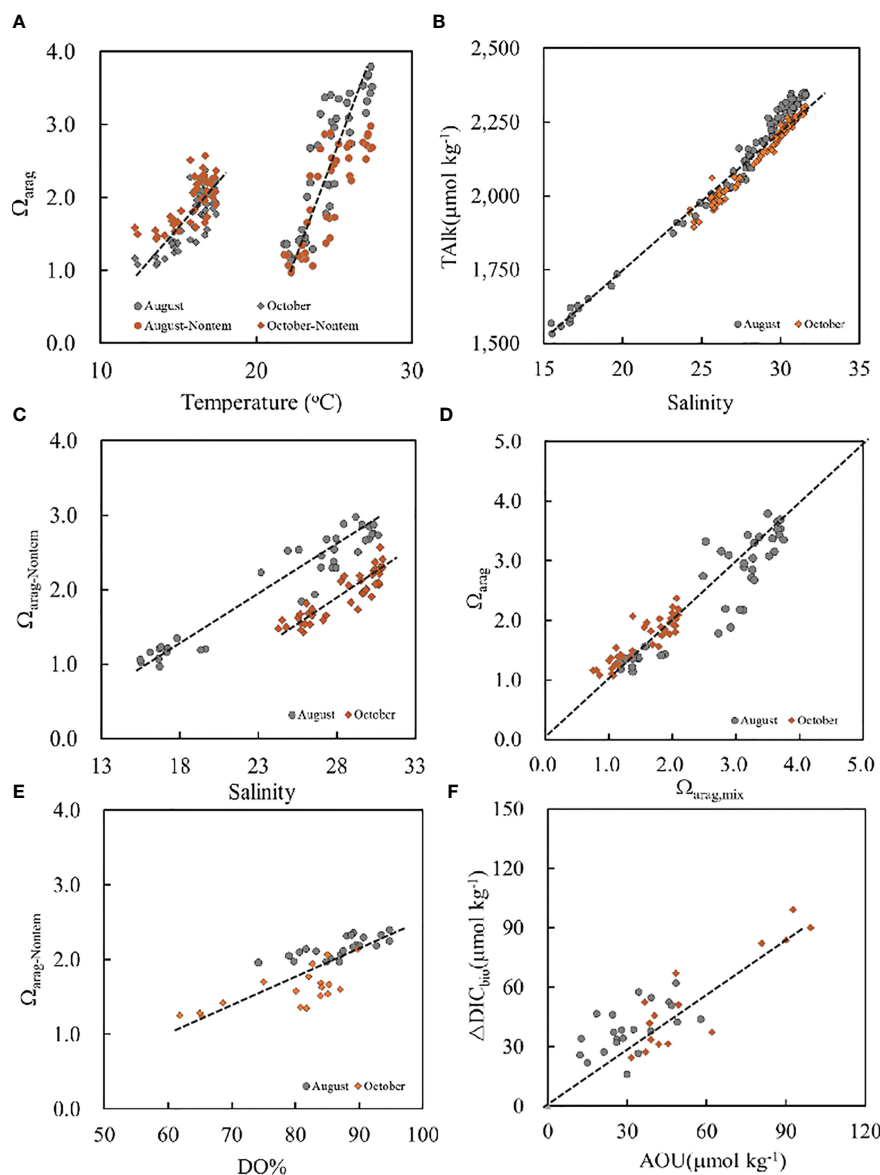 A
Ωarag
4.0
3.0
2.0
1.0
0.0
August
October
August-Nontem
October-Nontem
10
20
30
Temperature (°C)
B
TAlk(μmol kg-1)
2,500
2,250
2,000
1,750
1,500
August
October
15
20
25
30
35
Salinity
C
Ωarag-Nontem
4.0
3.0
2.0
1.0
0.0
August
October
13
18
23
28
33
Salinity
D
Ωarag
5.0
4.0
3.0
2.0
1.0
0.0
August
October
0.0
1.0
2.0
3.0
4.0
5.0
Ωarag,mix
E
Ωarag-Nontem
4.0
3.0
2.0
1.0
0.0
August
October
50
60
70
80
90
100
DO%
F
△DICbio(μmol kg-1)
150
120
90
60
30
0
August
October
0
30
60
90
120
AOU(μmol kg-1)